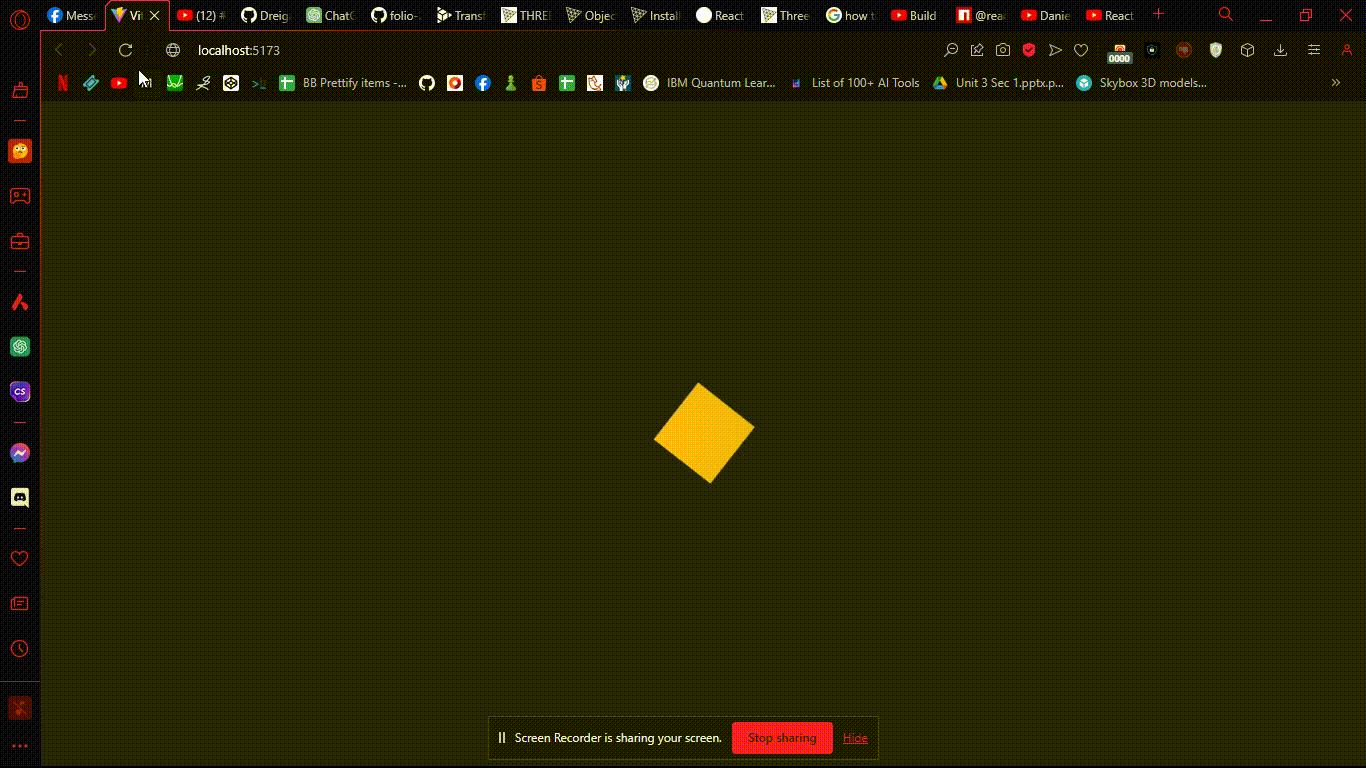 Messe
Vi
(12) #
Dreig
ChatG
folio-
Transf
THREE
Objec
Install
React
Three
how t
Build
@rea
Danie
React
localhost:5173
0000
BB Prettify items -...
IBM Quantum Lear...
List of 100+ AI Tools
Unit 3 Sec 1.pptx.p...
Skybox 3D models...
»
CS
Screen Recorder is sharing your screen.
Stop sharing
Hide